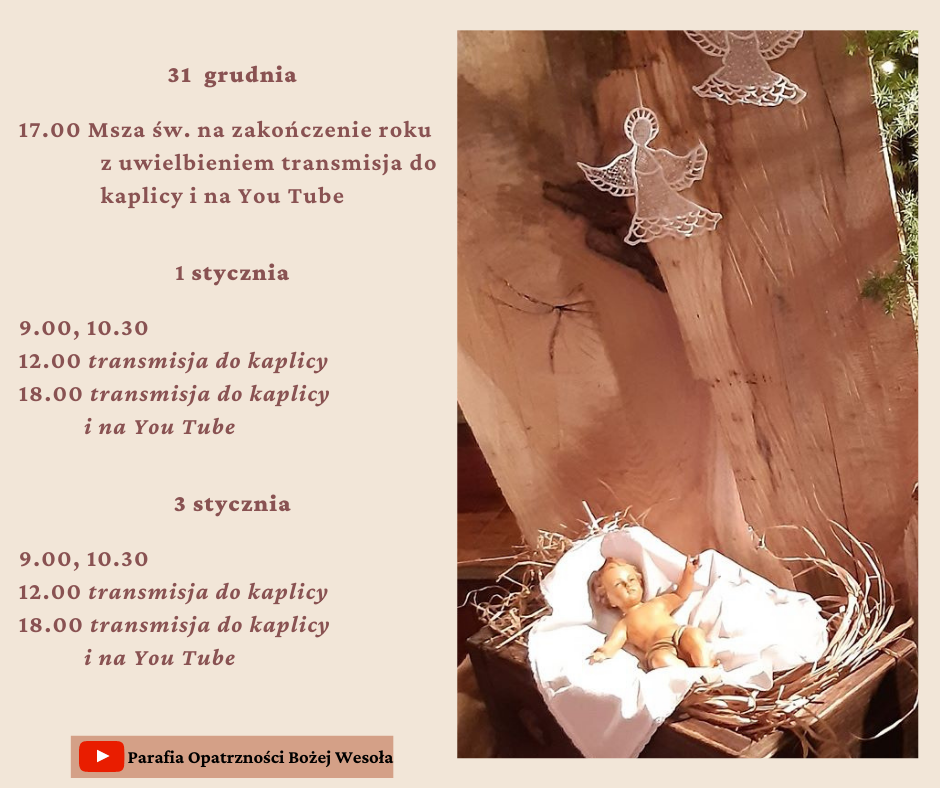 31 grudnia
17.00 Msza św. na zakończenie roku
z uwielbieniem transmisja do
kaplicy i na You Tube
1 stycznia
9.00, 10.30
12.00 transmisja do kaplicy
18.00 transmisja do kaplicy
i na You Tube
3 stycznia
9.00, 10.30
12.00 transmisja do kaplicy
18.00 transmisja do kaplicy
i na You Tube
Parafia Opatrzności Bożej Wesoła